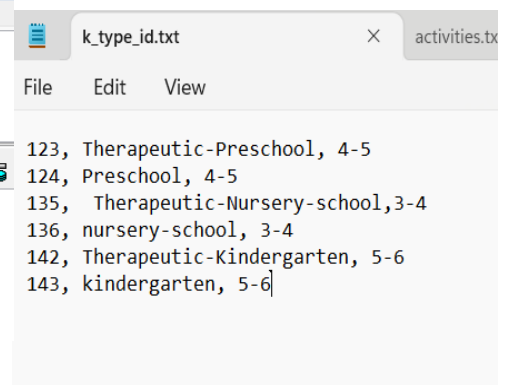 k_type_id.txt
activities.tx
File Edit View
123, Therapeutic-Preschool, 4-5
124, Preschool, 4-5
135,  Therapeutic-Nursery-school,3-4
136, nursery-school, 3-4
142, Therapeutic-Kindergarten, 5-6
143, kindergarten, 5-6